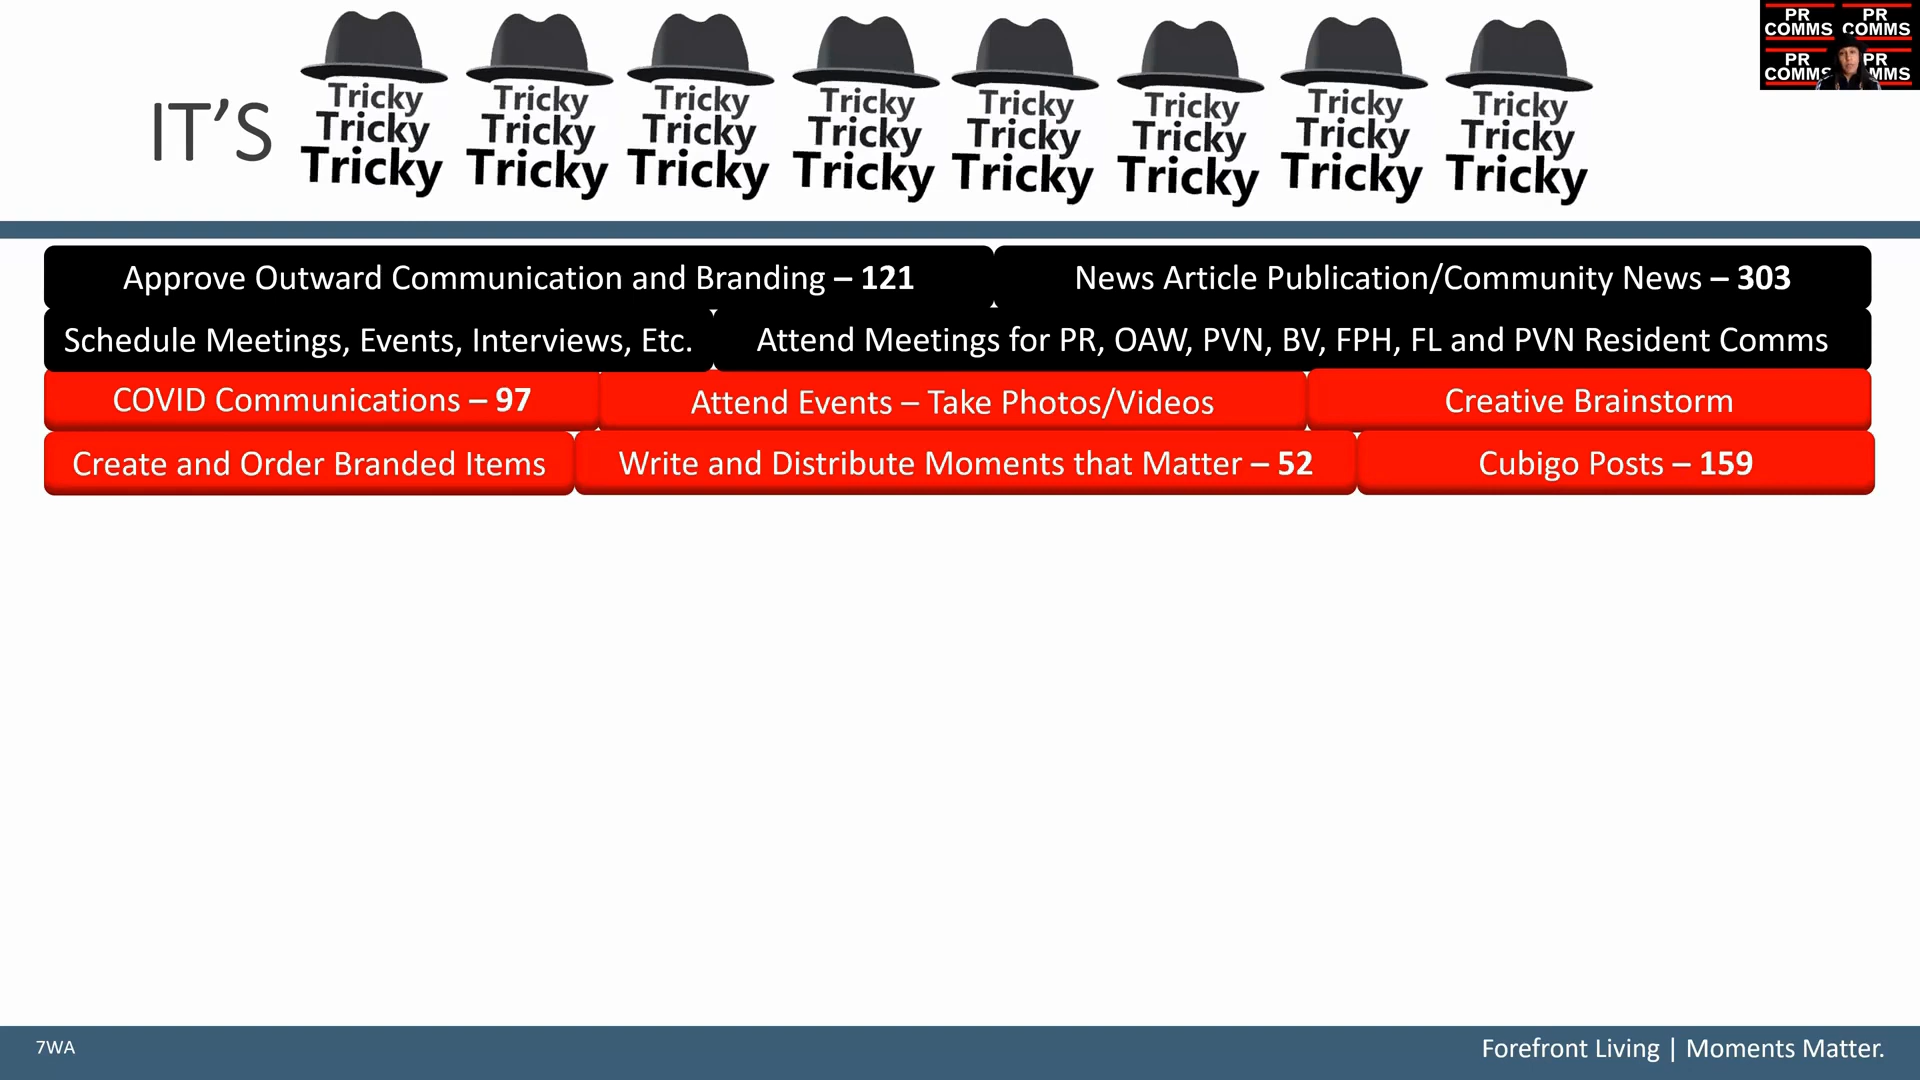 PR PR
COMMS COMMS
PR PR
COMMS MMS
IT’S
Tricky Tricky Tricky Tricky Tricky Tricky Tricky Tricky
Tricky Tricky Tricky Tricky Tricky Tricky Tricky Tricky
Tricky Tricky Tricky Tricky Tricky Tricky Tricky Tricky
Approve Outward Communication and Branding – 121
News Article Publication/Community News – 303
Schedule Meetings, Events, Interviews, Etc.
Attend Meetings for PR, OAW, PVN, BV, FPH, FL and PVN Resident Comms
COVID Communications – 97
Attend Events – Take Photos/Videos
Creative Brainstorm
Create and Order Branded Items
Write and Distribute Moments that Matter – 52
Cubigo Posts – 159
7WA
Forefront Living | Moments Matter.